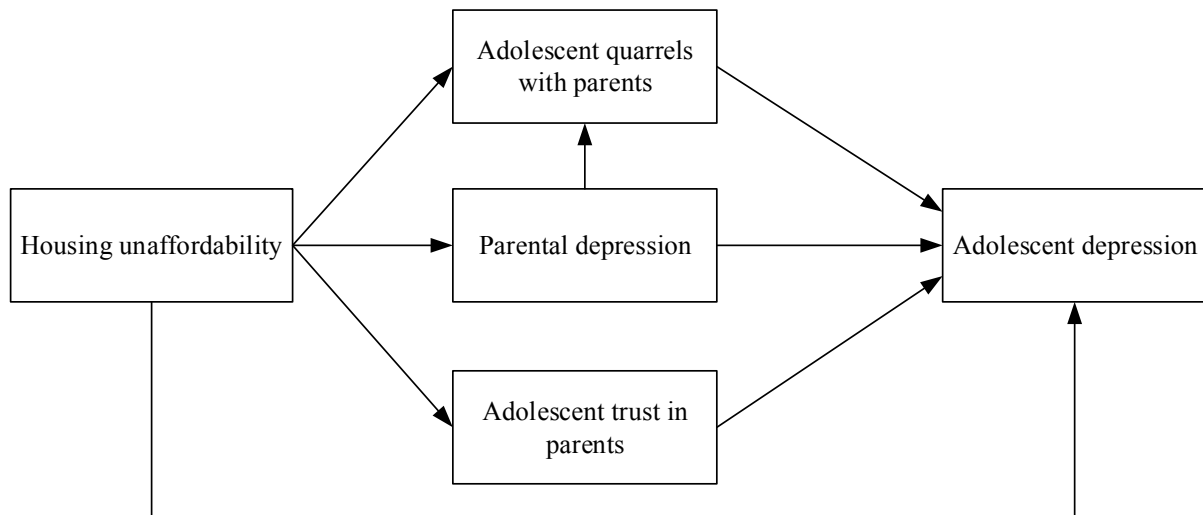 Adolescent quarrels
with parents
Housing unaffordability
Parental depression
Adolescent depression
Adolescent trust in
parents